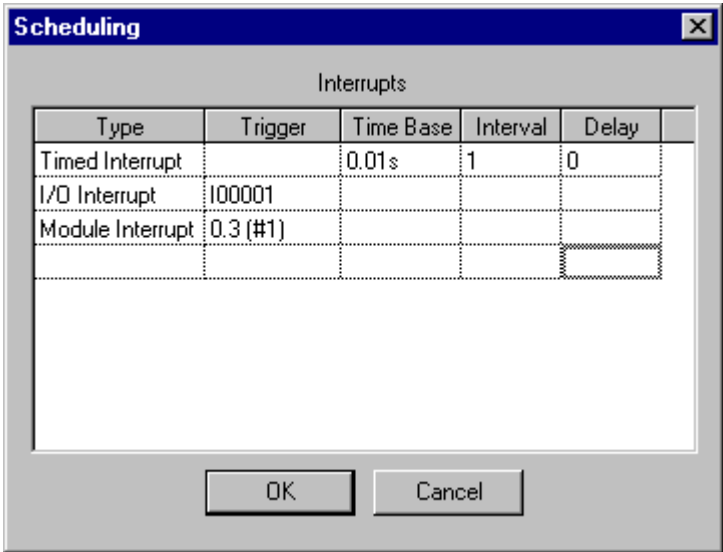 Scheduling
Interrupts
Type Trigger Time Base Interval Delay
Timed Interrupt 0.01s 1 0
I/O Interrupt I00001
Module Interrupt 0.3 (#1)
OK Cancel